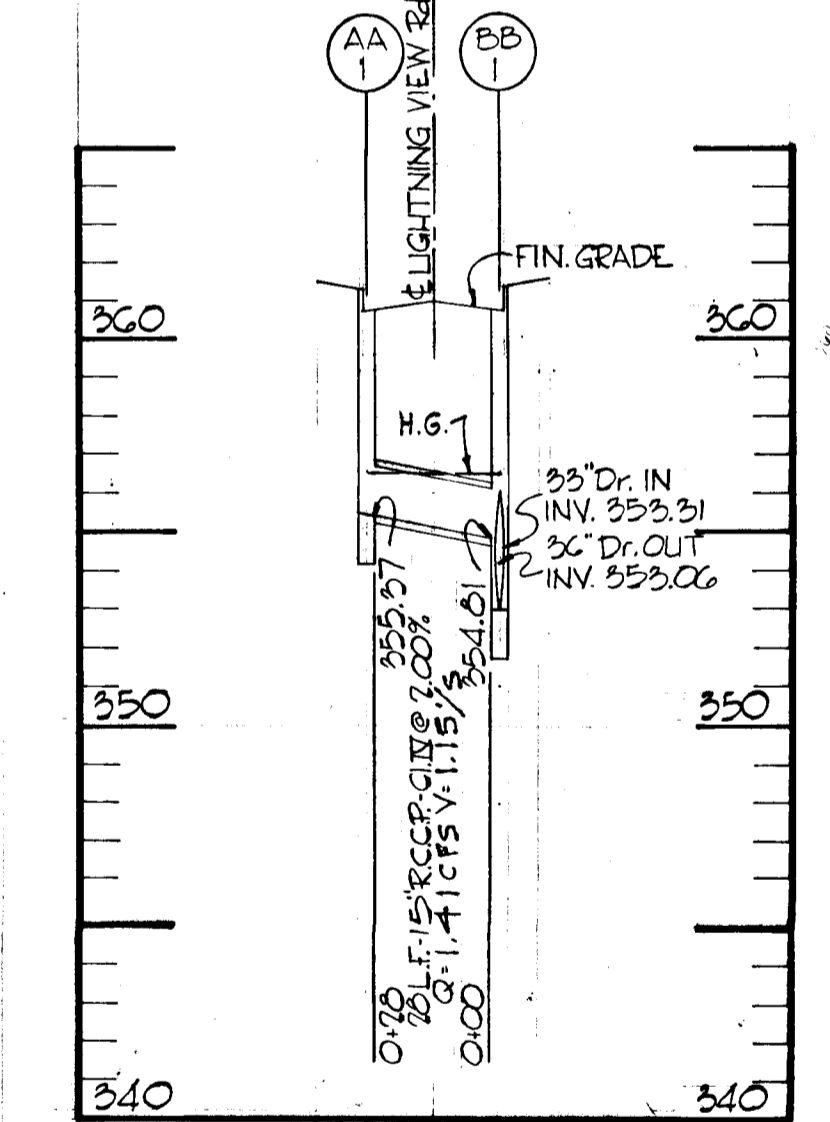 AA
1
BB
1
℄ LIGHTNING VIEW Rd
FIN. GRADE
360
360
H.G.
33" Dr. IN
INV. 353.31
36" Dr. OUT
INV. 353.06
355.37
354.81
350
350
28 L.F.-15" R.C.C.P.-Cl. IV @ 2.00%
Q=1.41 CFS V=1.15'/s
0+28
0+00
340
340